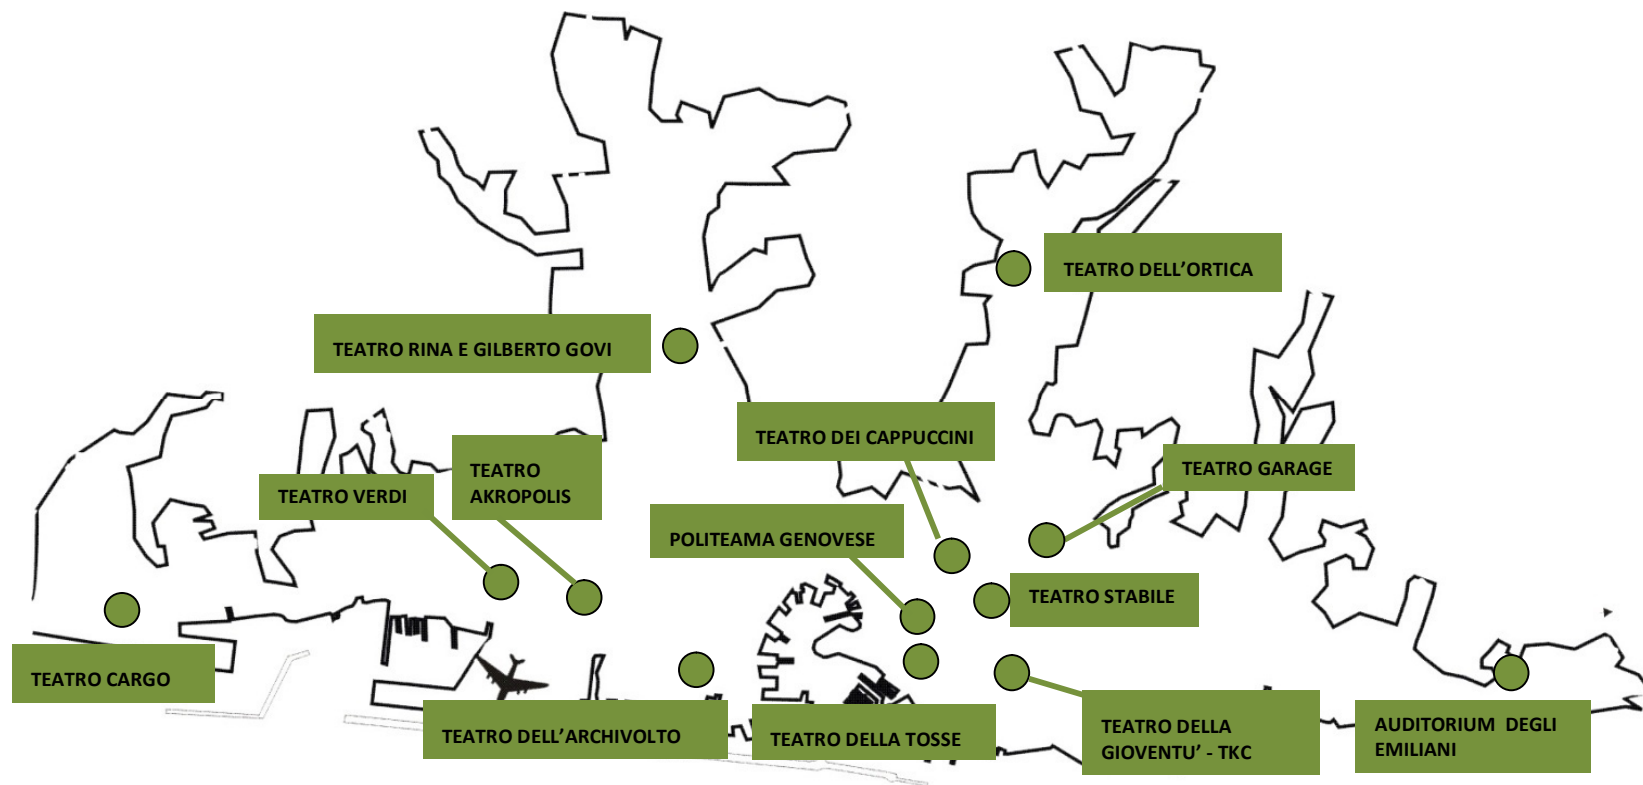 TEATRO DELL’ORTICA
TEATRO RINA E GILBERTO GOVI
TEATRO DEI CAPPUCCINI
TEATRO GARAGE
TEATRO
AKROPOLIS
TEATRO VERDI
POLITEAMA GENOVESE
TEATRO STABILE
TEATRO CARGO
TEATRO DELL’ARCHIVOLTO
TEATRO DELLA TOSSE
TEATRO DELLA
GIOVENTU’ - TKC
AUDITORIUM DEGLI
EMILIANI